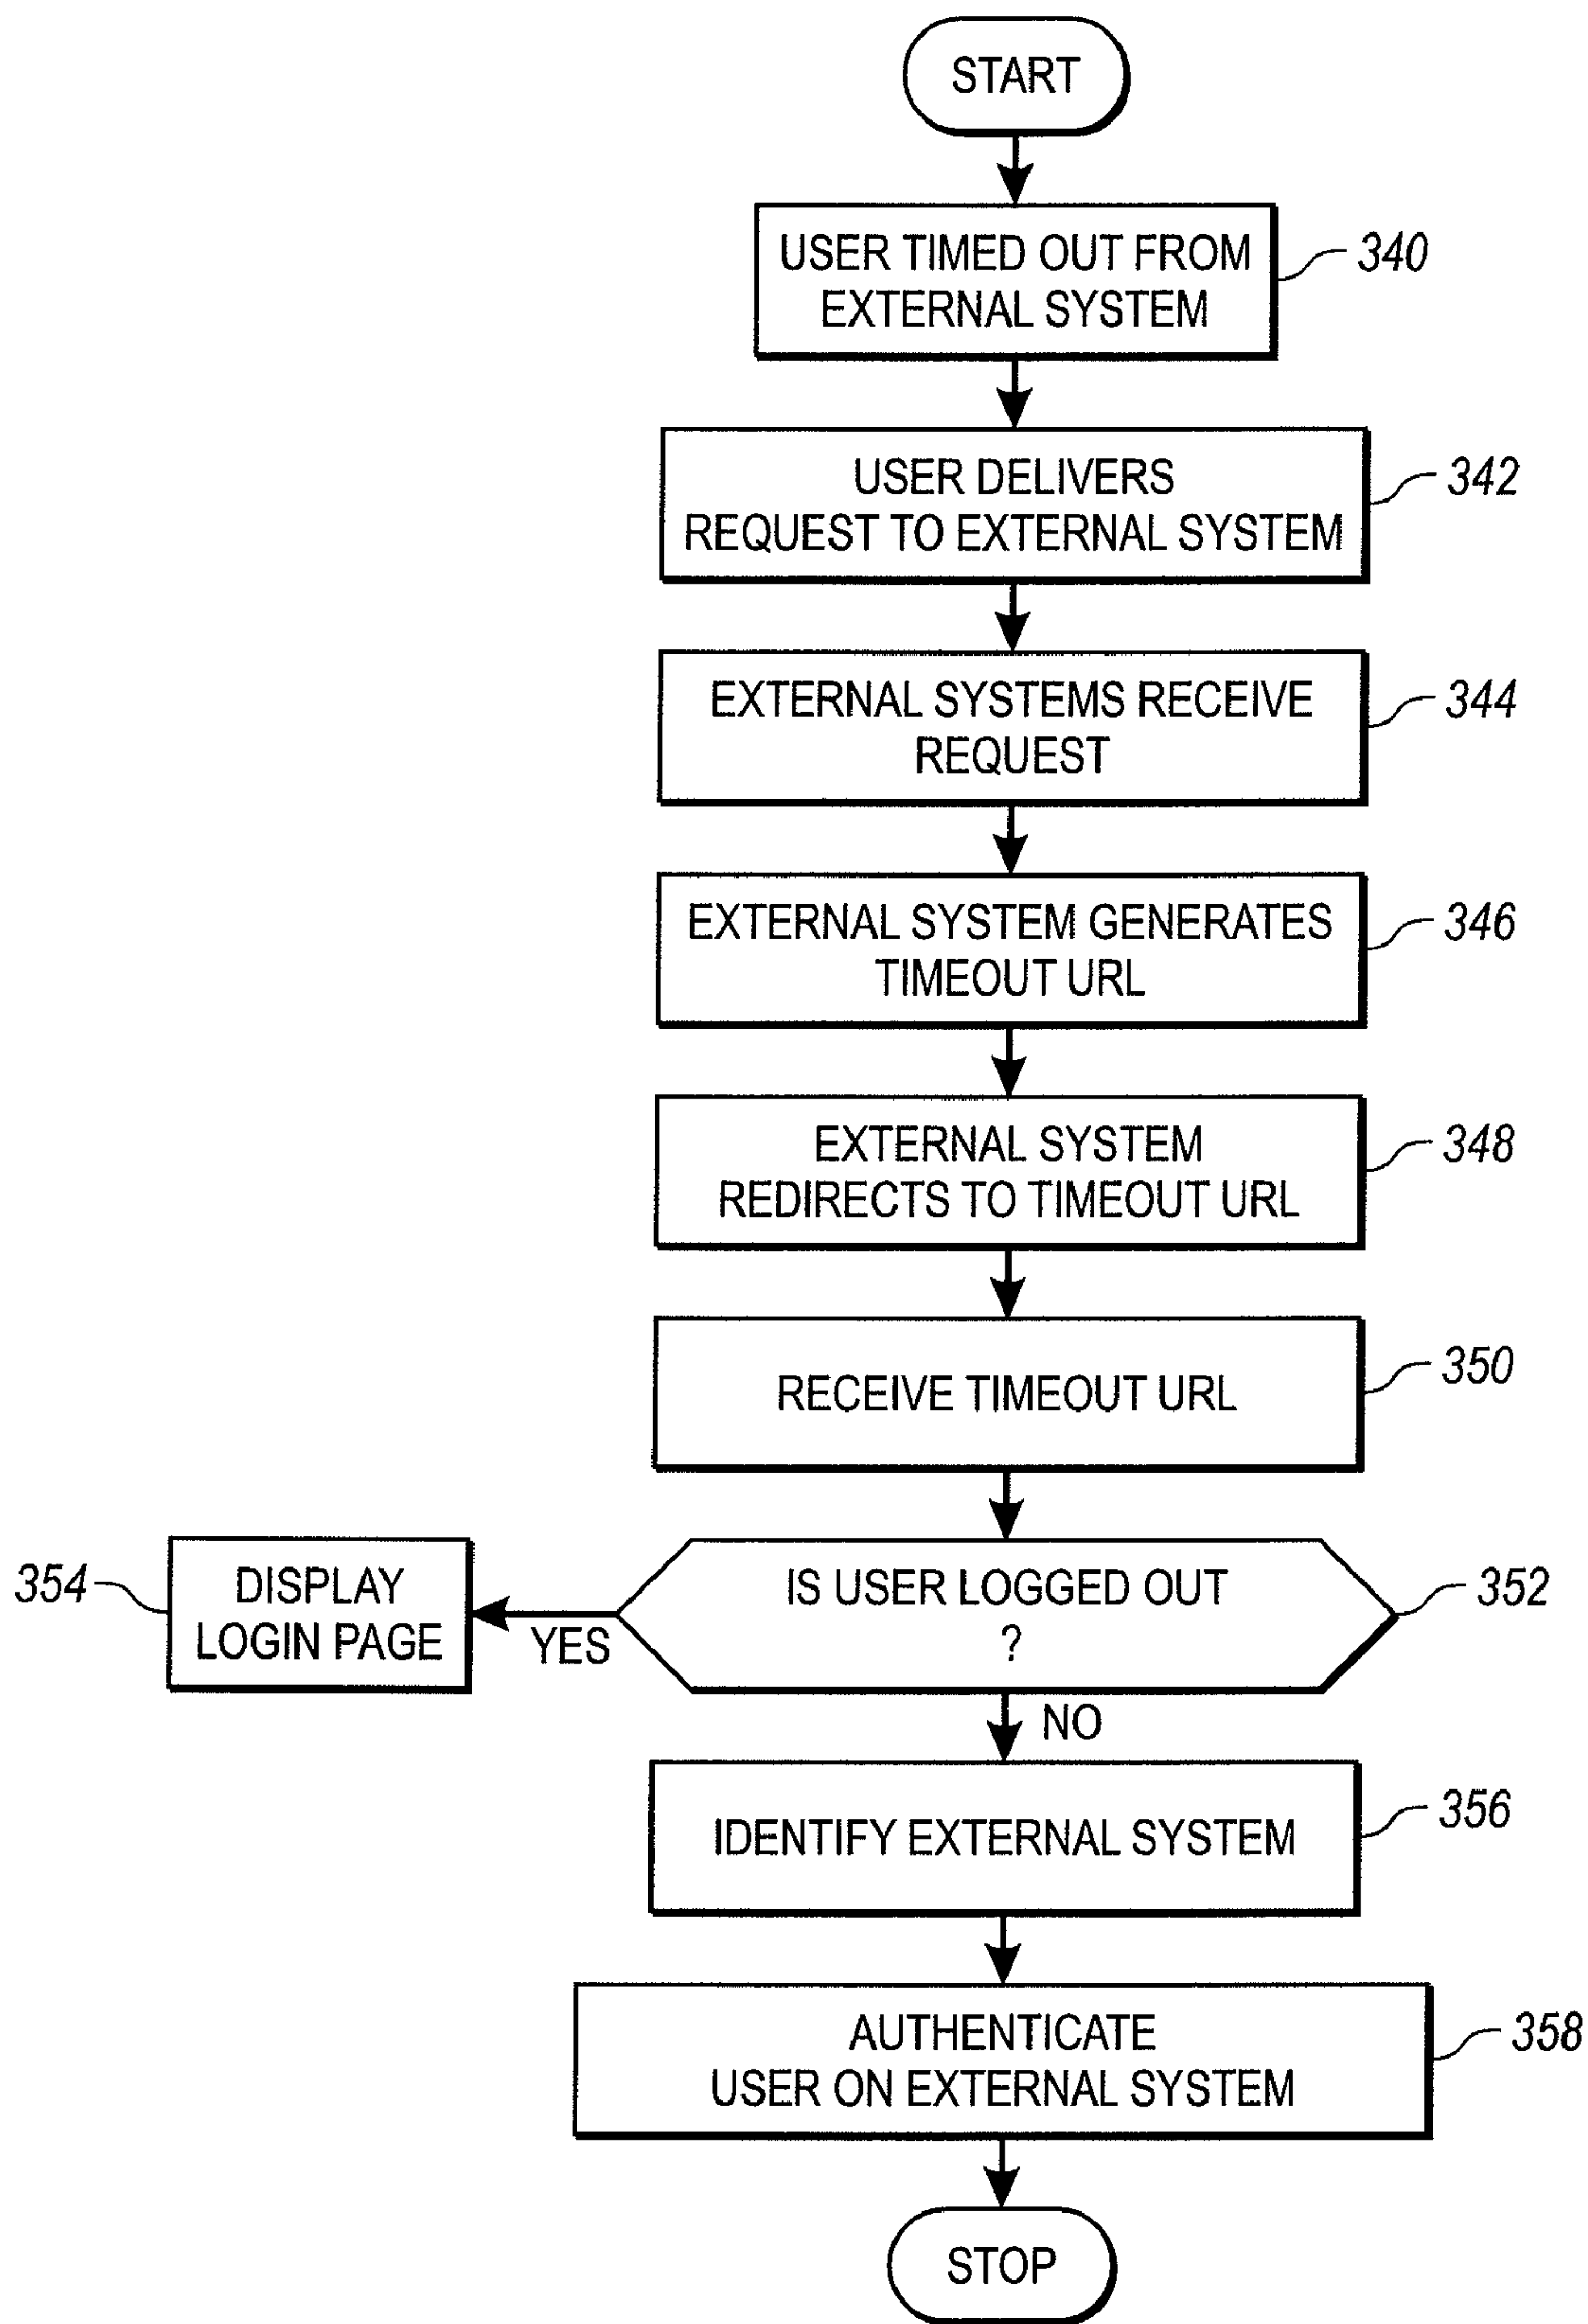 START
USER TIMED OUT FROM
EXTERNAL SYSTEM
340
USER DELIVERS
REQUEST TO EXTERNAL SYSTEM
342
EXTERNAL SYSTEMS RECEIVE
REQUEST
344
EXTERNAL SYSTEM GENERATES
TIMEOUT URL
346
EXTERNAL SYSTEM
REDIRECTS TO TIMEOUT URL
348
RECEIVE TIMEOUT URL
350
IS USER LOGGED OUT
?
352
YES
354
DISPLAY
LOGIN PAGE
NO
IDENTIFY EXTERNAL SYSTEM
356
AUTHENTICATE
USER ON EXTERNAL SYSTEM
358
STOP